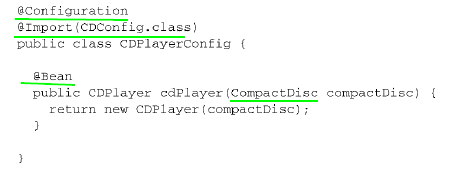 @Configuration
@Import(CDConfig.class)
public class CDPlayerConfig {
@Bean
public CDPlayer cdPlayer(CompactDisc compactDisc) {
return new CDPlayer(compactDisc);
}
}